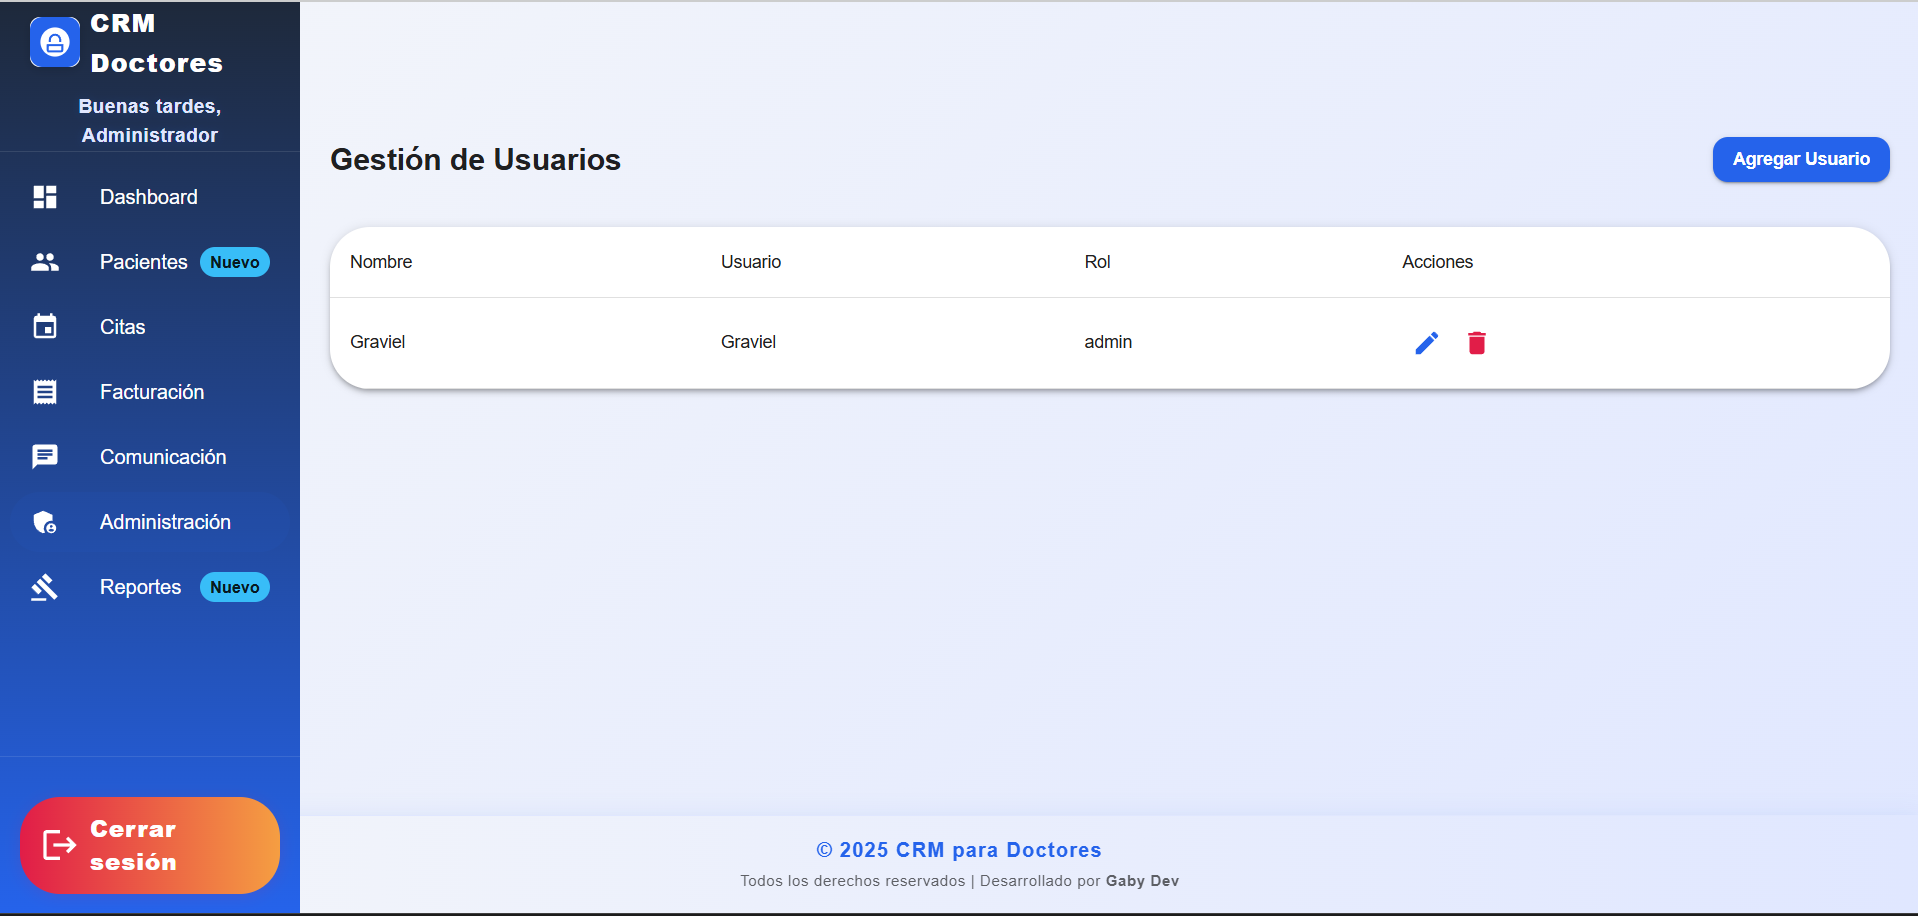 CRM
Doctores
Buenas tardes,
Administrador
Dashboard
Pacientes Nuevo
Citas
Facturación
Comunicación
Administración
Reportes Nuevo
Cerrar
sesión
Gestión de Usuarios
Agregar Usuario
Nombre Usuario Rol Acciones
Graviel Graviel admin
© 2025 CRM para Doctores
Todos los derechos reservados | Desarrollado por Gaby Dev